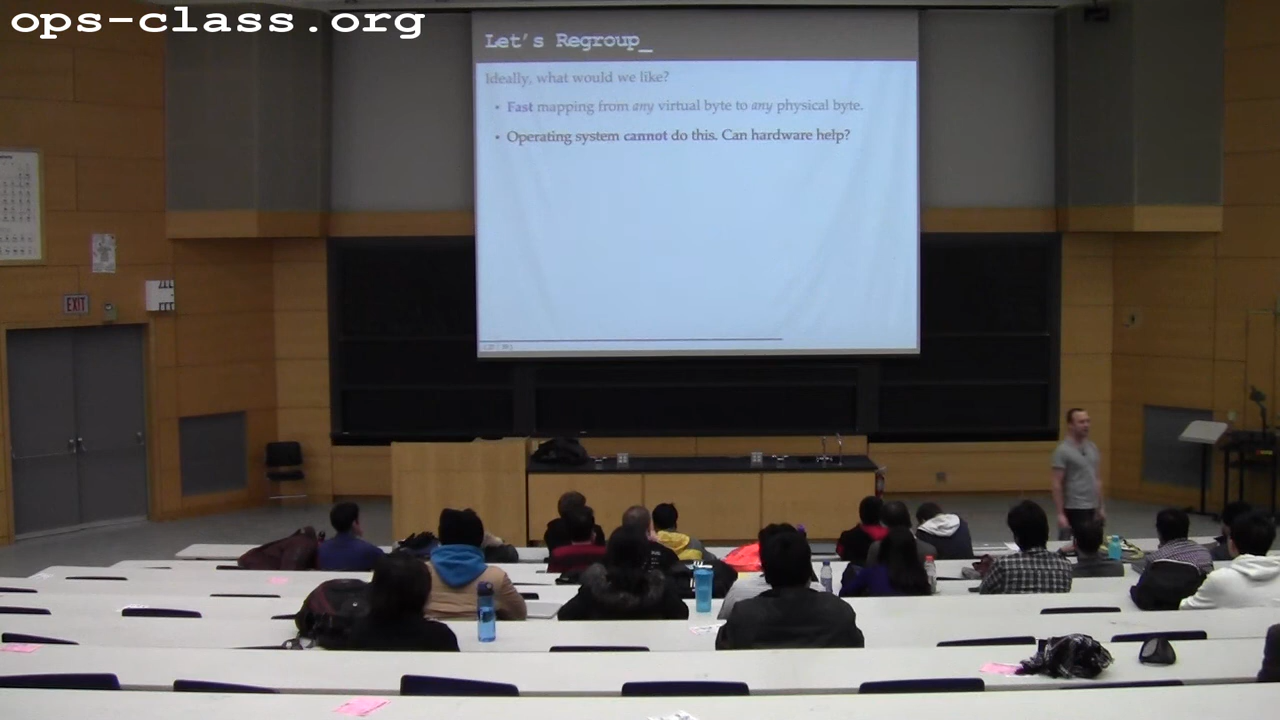 ops-class.org
Let's Regroup_
Ideally, what would we like?
• Fast mapping from any virtual byte to any physical byte.
• Operating system cannot do this. Can hardware help?
EXIT